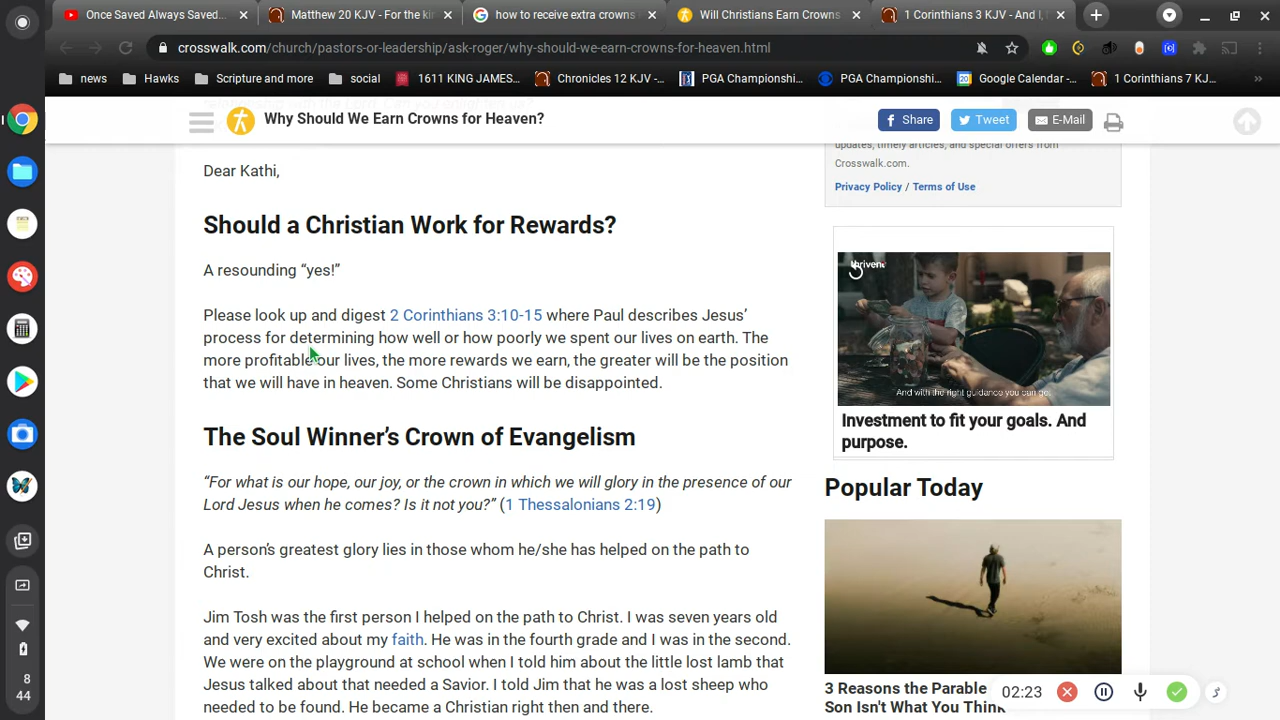 Once Saved Always Saved...
Matthew 20 KJV - For the kin
how to receive extra crowns
Will Christians Earn Crowns
1 Corinthians 3 KJV - And I,
crosswalk.com/church/pastors-or-leadership/ask-roger/why-should-we-earn-crowns-for-heaven.html
news
Hawks
Scripture and more
social
1611 KING JAMES...
Chronicles 12 KJV -...
PGA Championshi...
PGA Championshi...
Google Calendar -...
1 Corinthians 7 KJ...
relationship with the Lord. Can you enlighten us?
Why Should We Earn Crowns for Heaven?
Share
Tweet
E-Mail
Dear Kathi,
Should a Christian Work for Rewards?
A resounding “yes!”
Please look up and digest 2 Corinthians 3:10-15 where Paul describes Jesus’
process for determining how well or how poorly we spent our lives on earth. The
more profitable our lives, the more rewards we earn, the greater will be the position
that we will have in heaven. Some Christians will be disappointed.
The Soul Winner’s Crown of Evangelism
“For what is our hope, our joy, or the crown in which we will glory in the presence of our
Lord Jesus when he comes? Is it not you?” (1 Thessalonians 2:19)
A person’s greatest glory lies in those whom he/she has helped on the path to
Christ.
Jim Tosh was the first person I helped on the path to Christ. I was seven years old
and very excited about my faith. He was in the fourth grade and I was in the second.
We were on the playground at school when I told him about the little lost lamb that
Jesus talked about that needed a Savior. I told Jim that he was a lost sheep who
needed to be found. He became a Christian right then and there.
updates, timely articles, and special offers from
Crosswalk.com.
Privacy Policy / Terms of Use
thrivent
And with the right guidance you can get
Investment to fit your goals. And
purpose.
Popular Today
3 Reasons the Parable
Son Isn't What You Think
02:23
8
44